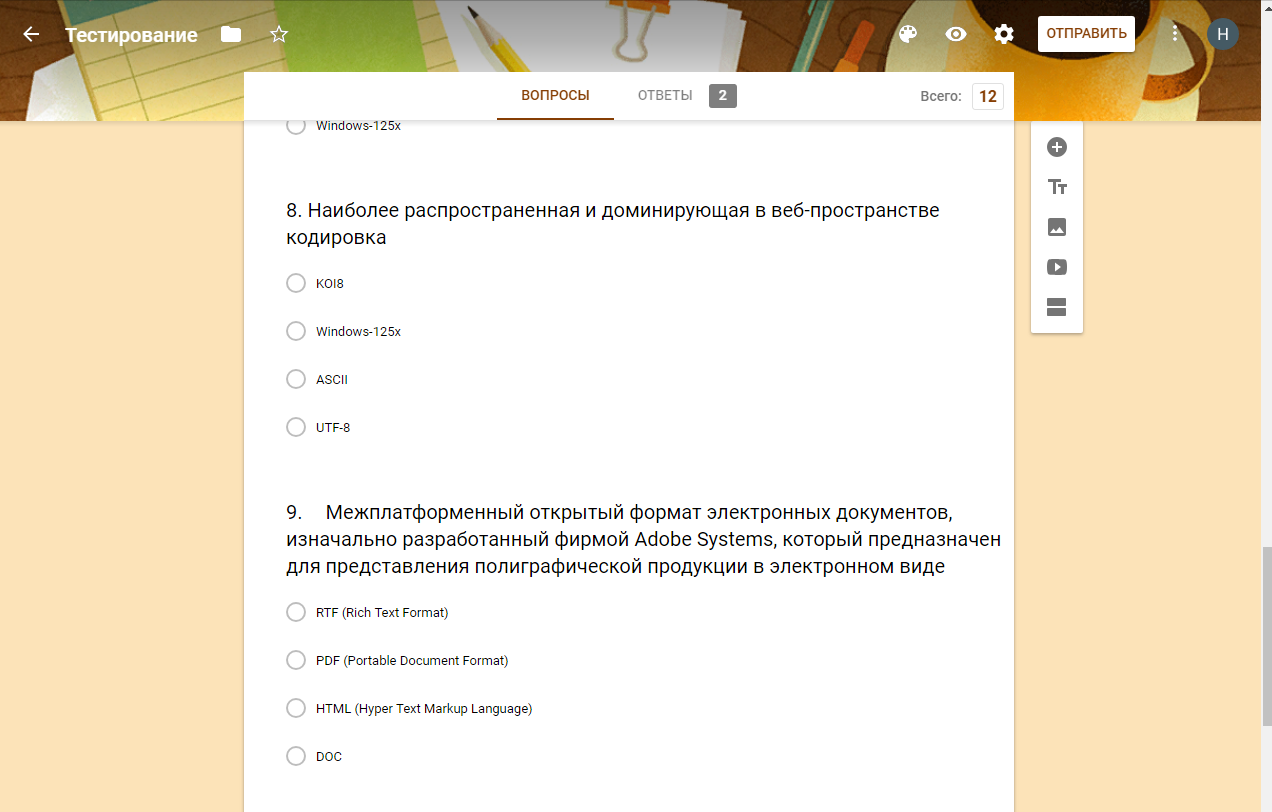 Тестирование
ОТПРАВИТЬ
Н
ВОПРОСЫ
ОТВЕТЫ 2
Всего: 12
Windows-125x
8. Наиболее распространенная и доминирующая в веб-пространстве
кодировка
KOI8
Windows-125x
ASCII
UTF-8
9. Межплатформенный открытый формат электронных документов,
изначально разработанный фирмой Adobe Systems, который предназначен
для представления полиграфической продукции в электронном виде
RTF (Rich Text Format)
PDF (Portable Document Format)
HTML (Hyper Text Markup Language)
DOC